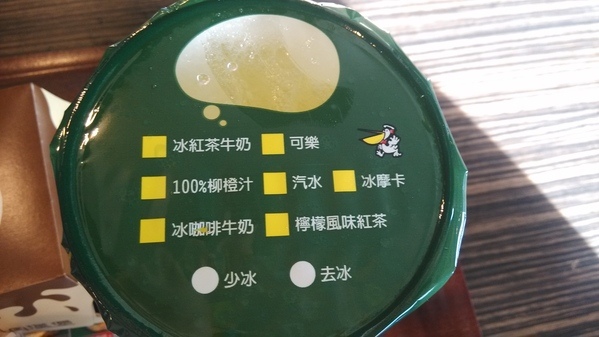 冰紅茶牛奶 可樂
100%柳橙汁 汽水 冰摩卡
冰咖啡牛奶 檸檬風味紅茶
少冰 去冰